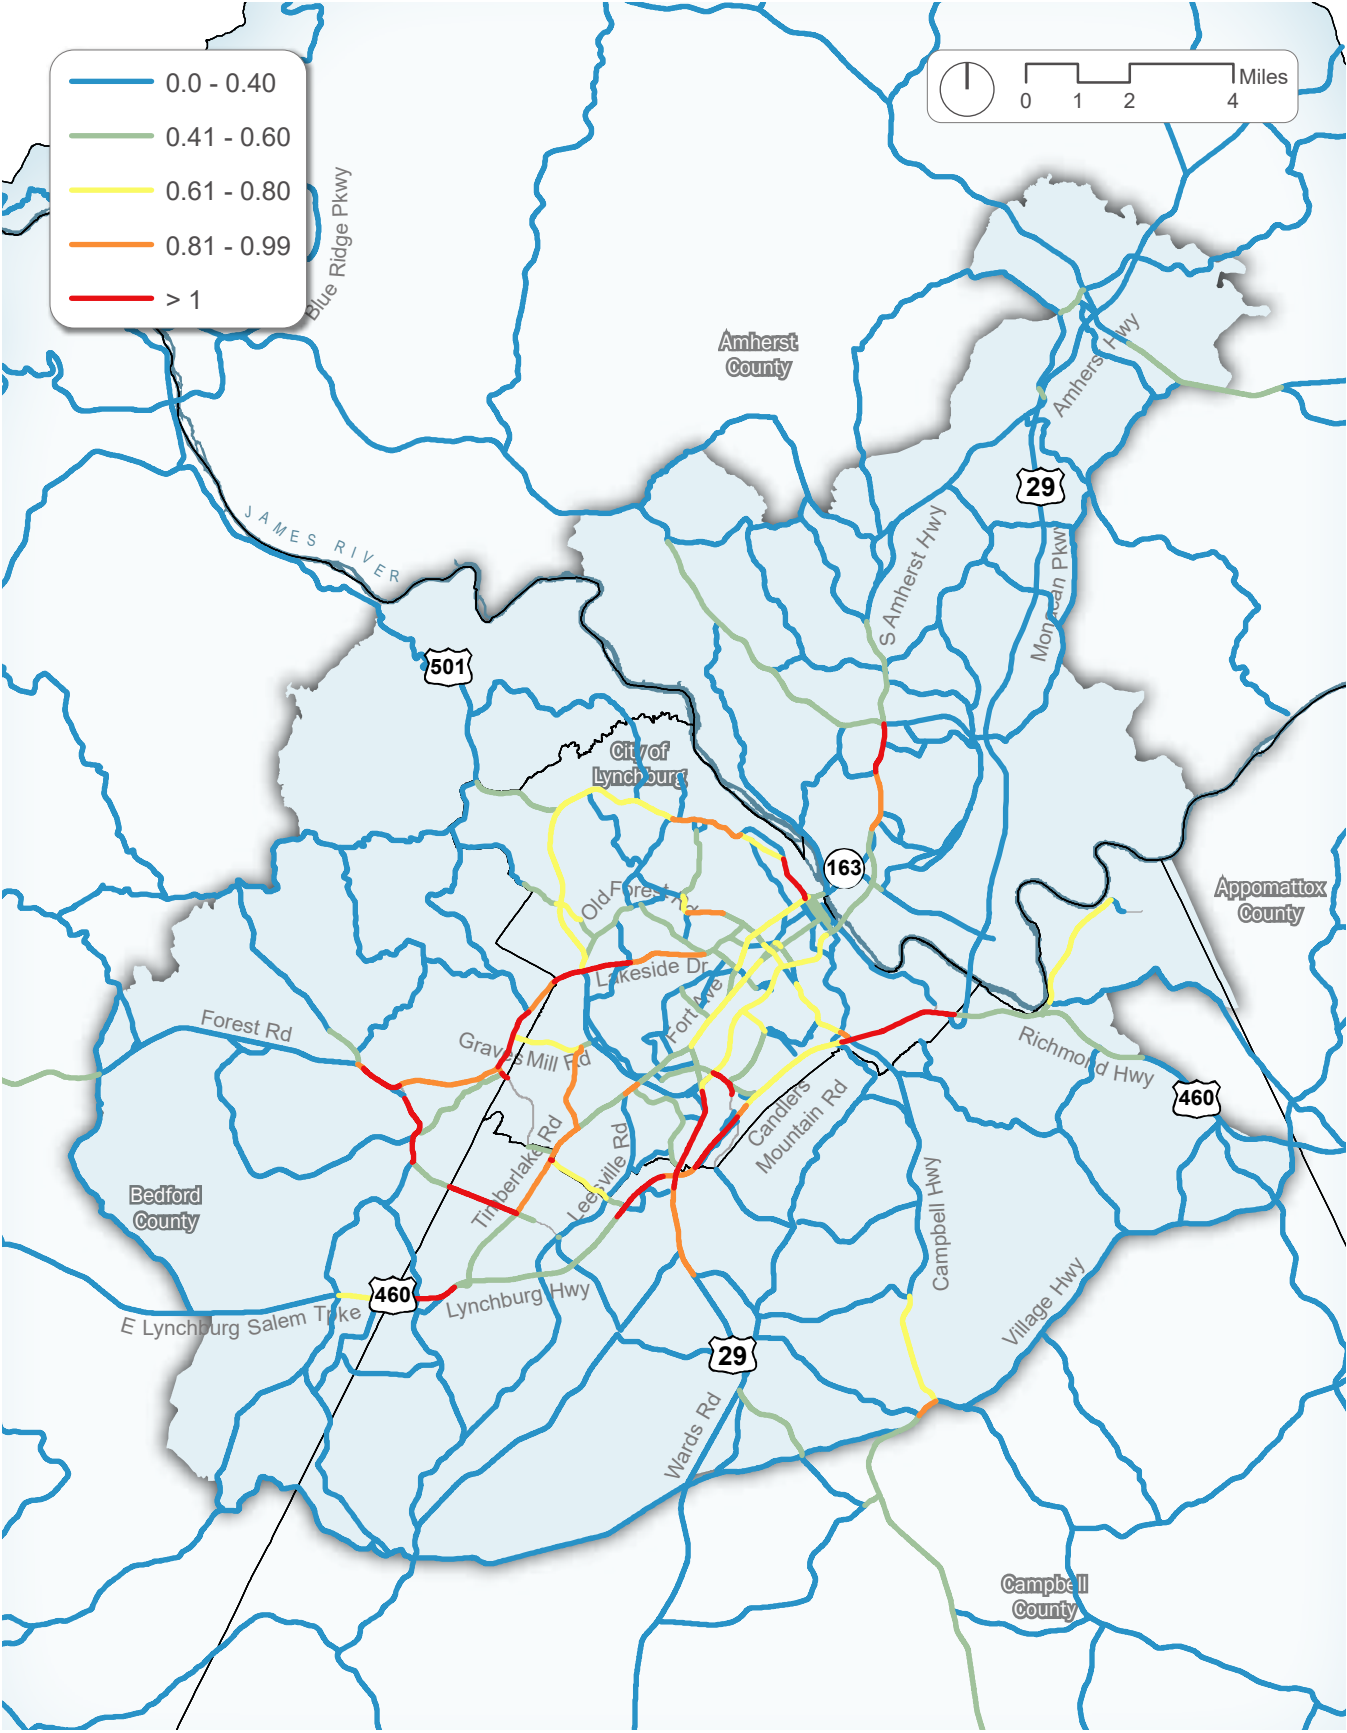 0.0 - 0.40
0.41 - 0.60
0.61 - 0.80
0.81 - 0.99
> 1
Miles
0 1 2 4
Blue Ridge Pkwy
Amherst
County
Amherst Hwy
29
JAMES RIVER
S Amherst Hwy
Monacan Pkwy
501
City of
Lynchburg
163
Old Forest Rd
Appomattox
County
Lakeside Dr
Fort Ave
Forest Rd
Graves Mill Rd
Richmond Hwy
460
Candlers
Mountain Rd
Timberlake Rd
Leesville Rd
Bedford
County
Campbell Hwy
460
Lynchburg Hwy
E Lynchburg Salem Tpke
Village Hwy
29
Wards Rd
Campbell
County